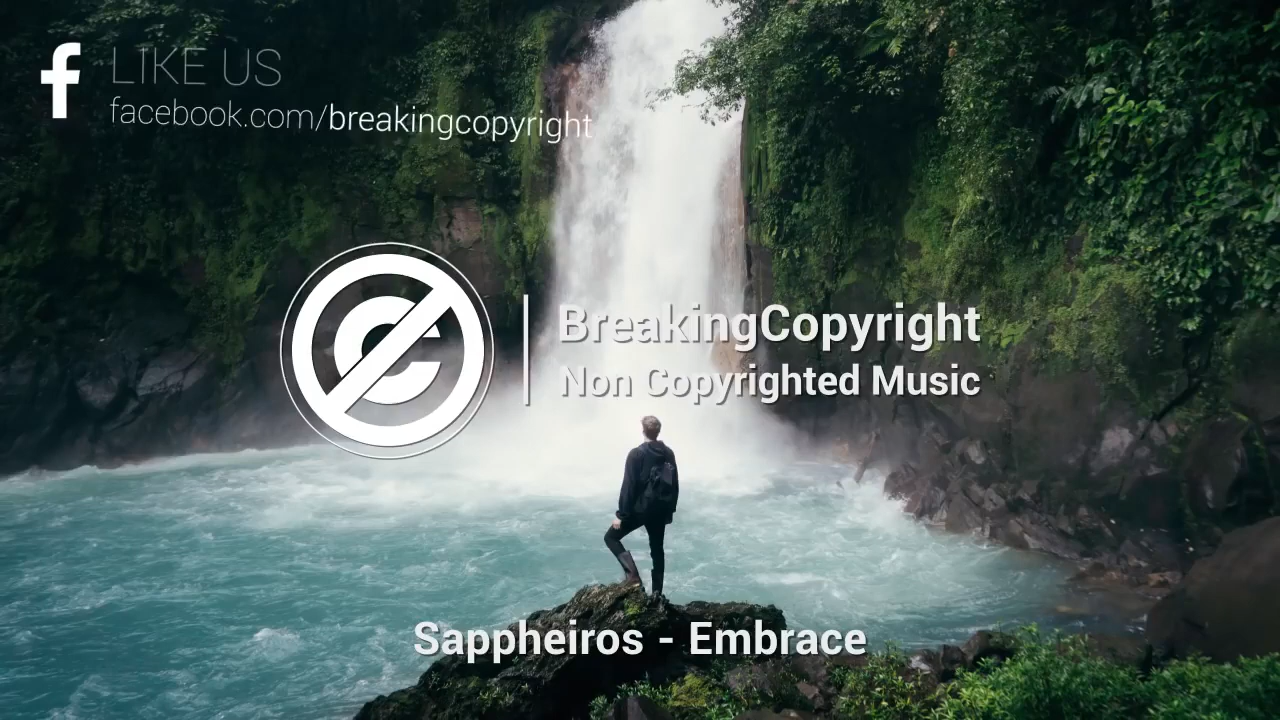 LIKE US
facebook.com/breakingcopyright
BreakingCopyright
Non Copyrighted Music
Sappheiros - Embrace